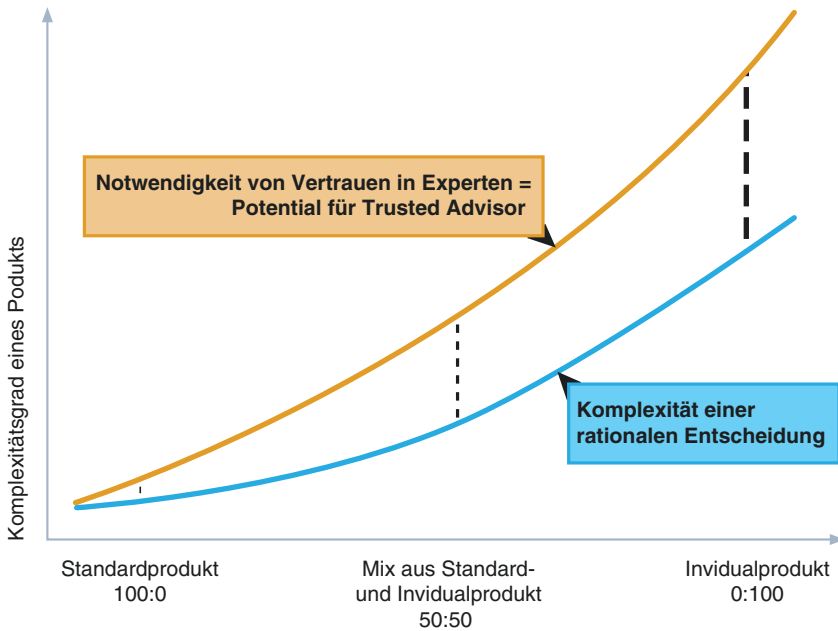 Komplexitätsgrad eines Podukts
Notwendigkeit von Vertrauen in Experten =
Potential für Trusted Advisor
Komplexität einer
rationalen Entscheidung
Standardprodukt
100:0
Mix aus Standard-
und Invidualprodukt
50:50
Invidualprodukt
0:100